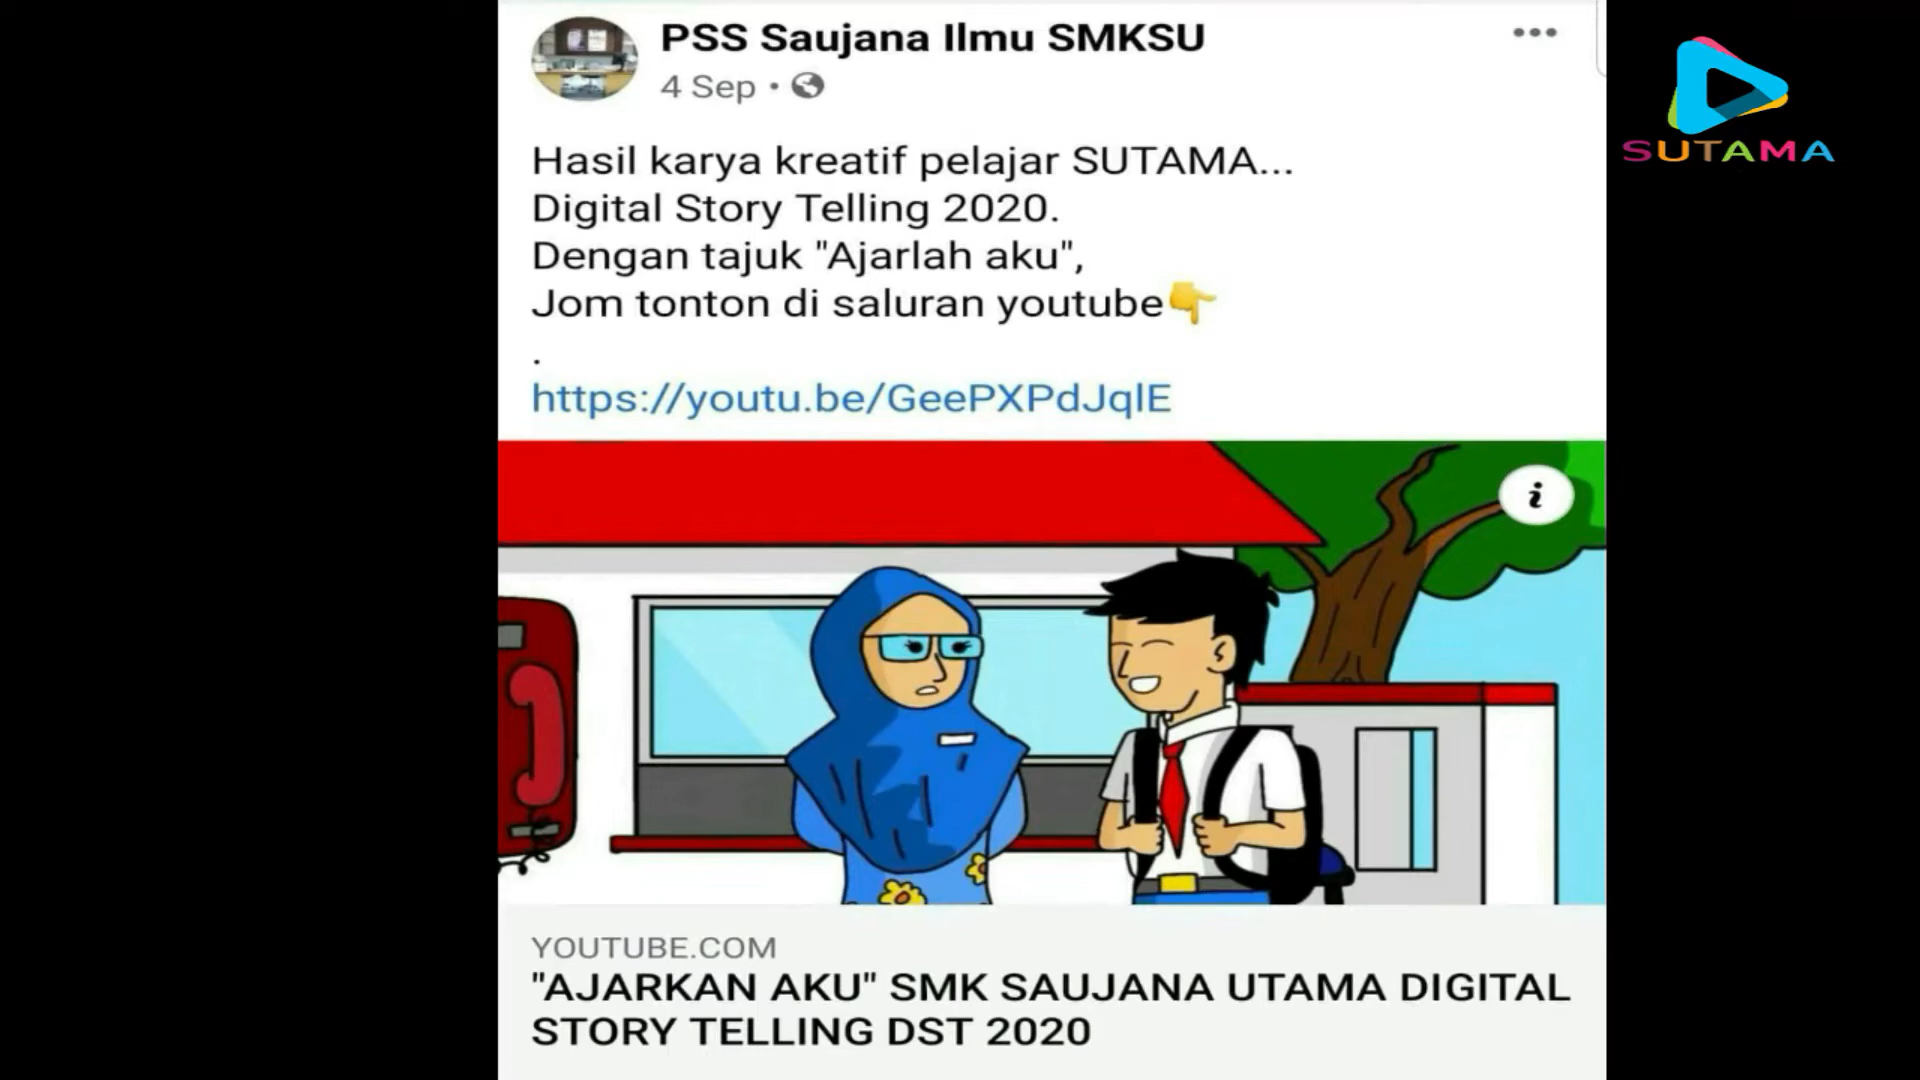 PSS Saujana Ilmu SMKSU
4 Sep •
SUTAMA
Hasil karya kreatif pelajar SUTAMA...
Digital Story Telling 2020.
Dengan tajuk "Ajarlah aku",
Jom tonton di saluran youtube👇
.
https://youtu.be/GeePXPdJqlE
i
YOUTUBE.COM
"AJARKAN AKU" SMK SAUJANA UTAMA DIGITAL
STORY TELLING DST 2020